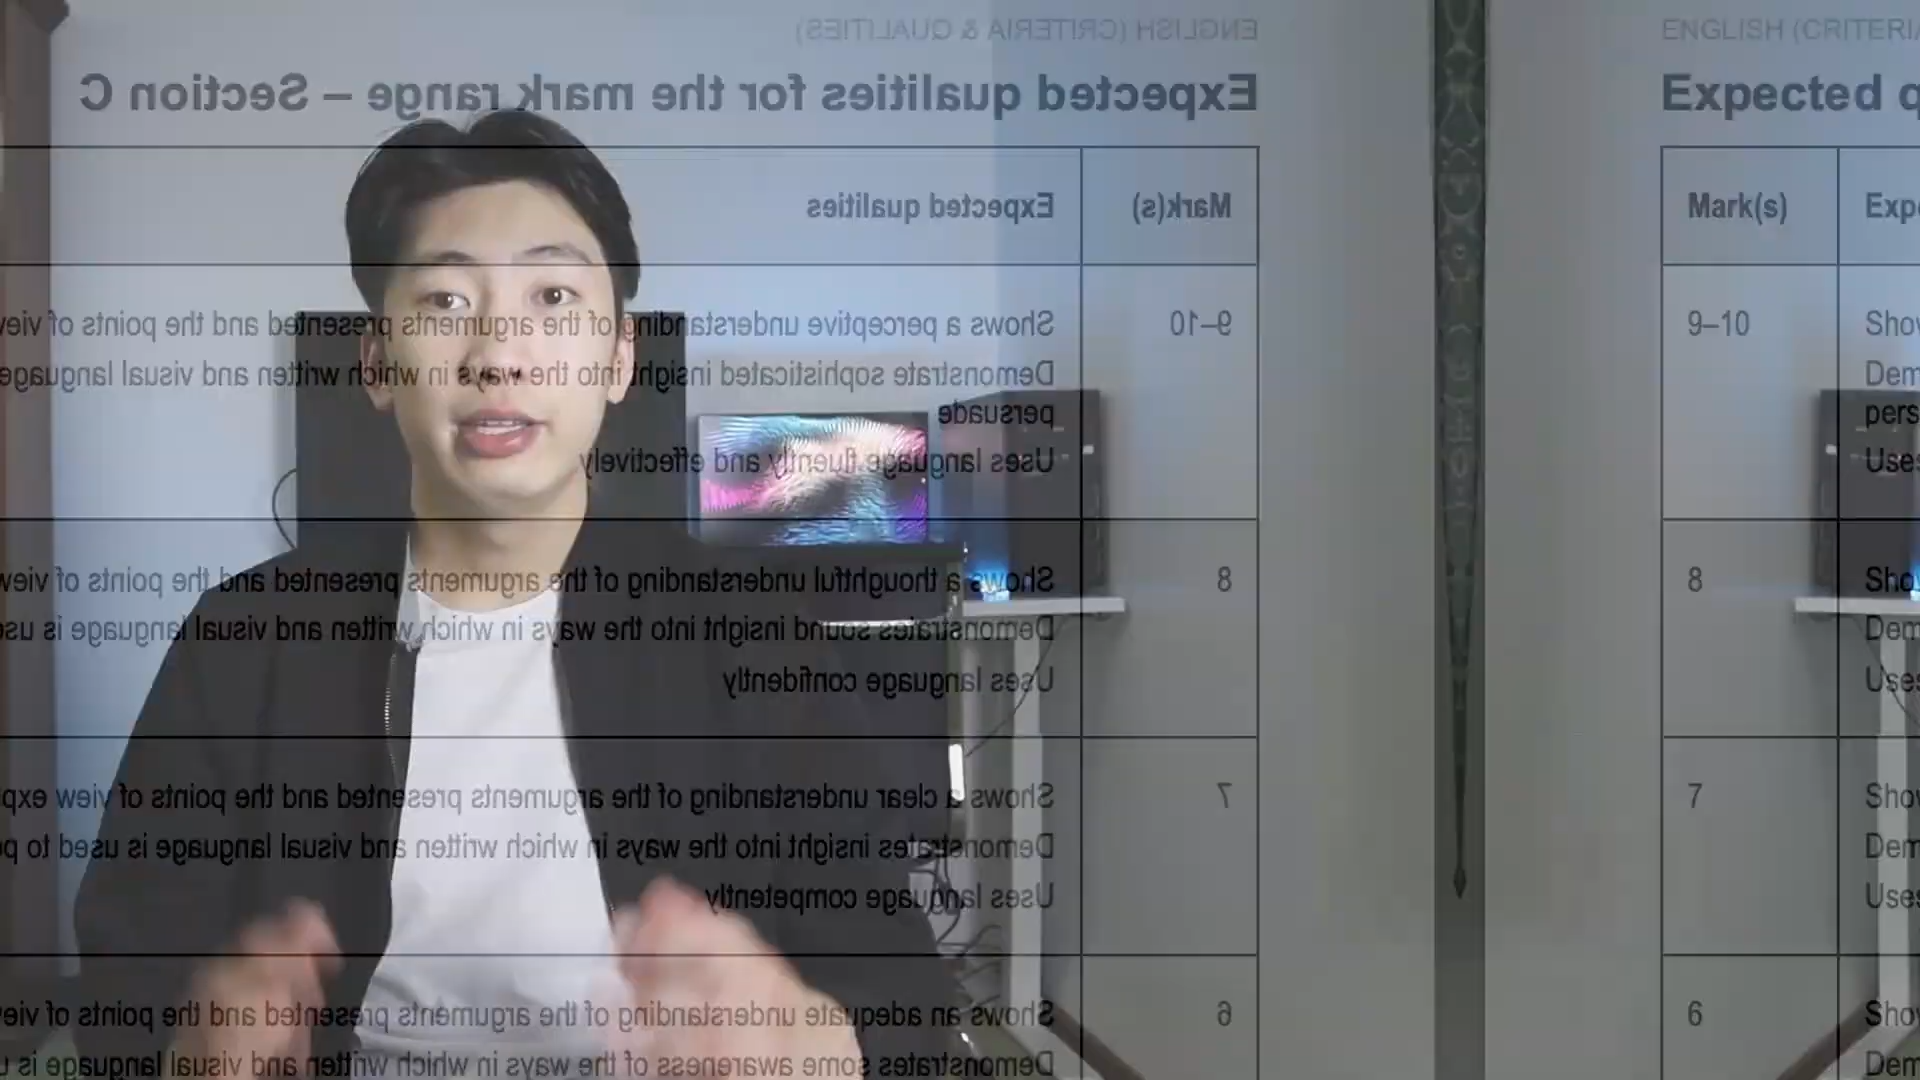 ENGLISH (CRITERIA & QUALITIES)
Expected qualities for the mark range – Section C
Mark(s) Expected qualities
9–10 Shows a perceptive understanding of the arguments presented and the points of view
Demonstrate sophisticated insight into the ways in which written and visual language
persuade
Uses language fluently and effectively
8 Shows a thoughtful understanding of the arguments presented and the points of view
Demonstrates sound insight into the ways in which written and visual language is
Uses language confidently
7 Shows a clear understanding of the arguments presented and the points of view
Demonstrates insight into the ways in which written and visual language is used to
Uses language competently
6 Shows an adequate understanding of the arguments presented and the points of view
Demonstrates some awareness of the ways in which written and visual language is
ENGLISH
Expected
Mark(s)
9–10
8
7
6